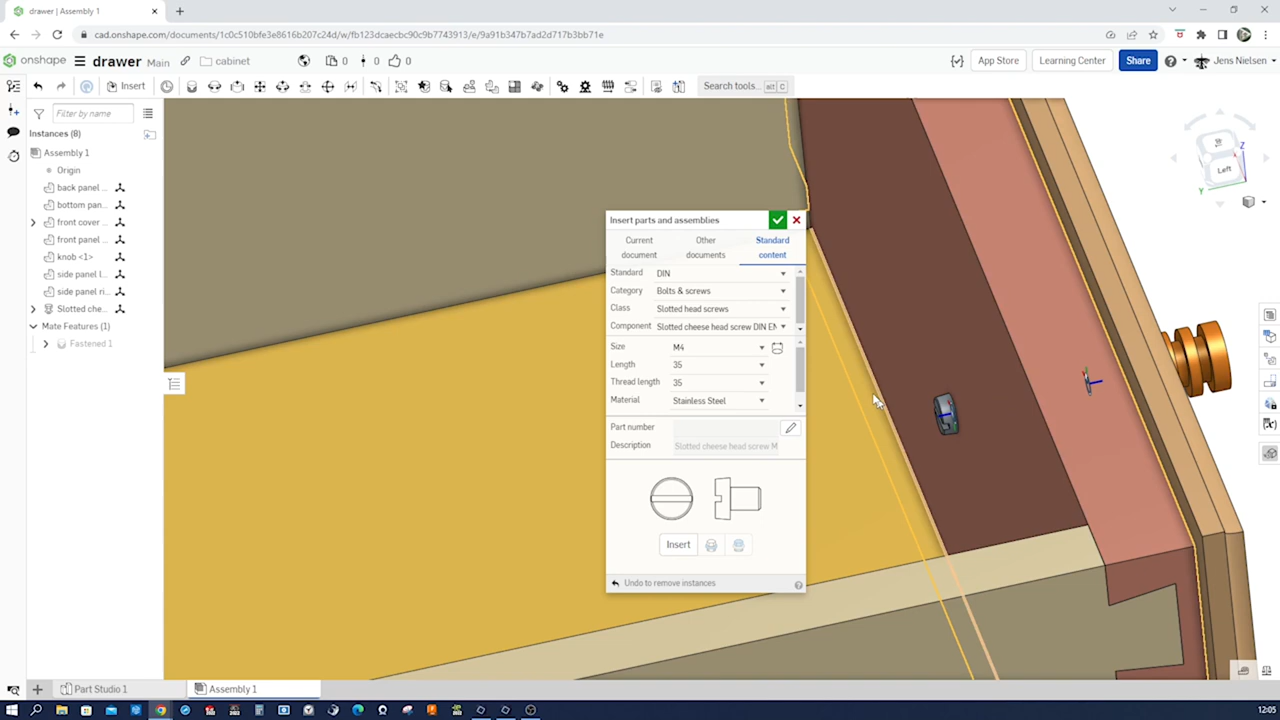 drawer | Assembly 1
cad.onshape.com/documents/1c0c510bfe3e8616b207c24d/w/fb123dcaecbc90c9b7743913/e/9a91b347b7ad2d717b3bb71e
onshape
drawer Main
cabinet
0
0
0
App Store
Learning Center
Share
Jens Nielsen
Insert
Search tools...
alt C
Filter by name
Instances (8)
Assembly 1
Origin
back panel ...
bottom pan...
front cover ...
front panel ...
knob <1>
side panel l...
side panel ri...
Slotted che...
Mate Features (1)
Fastened 1
Z
Left
Y
Insert parts and assemblies
Current document
Other documents
Standard content
Standard DIN
Category Bolts & screws
Class Slotted head screws
Component Slotted cheese head screw DIN EN
Size M4
Length 35
Thread length 35
Material Stainless Steel
Part number
Description Slotted cheese head screw M
Insert
Undo to remove instances
Part Studio 1
Assembly 1
12:05